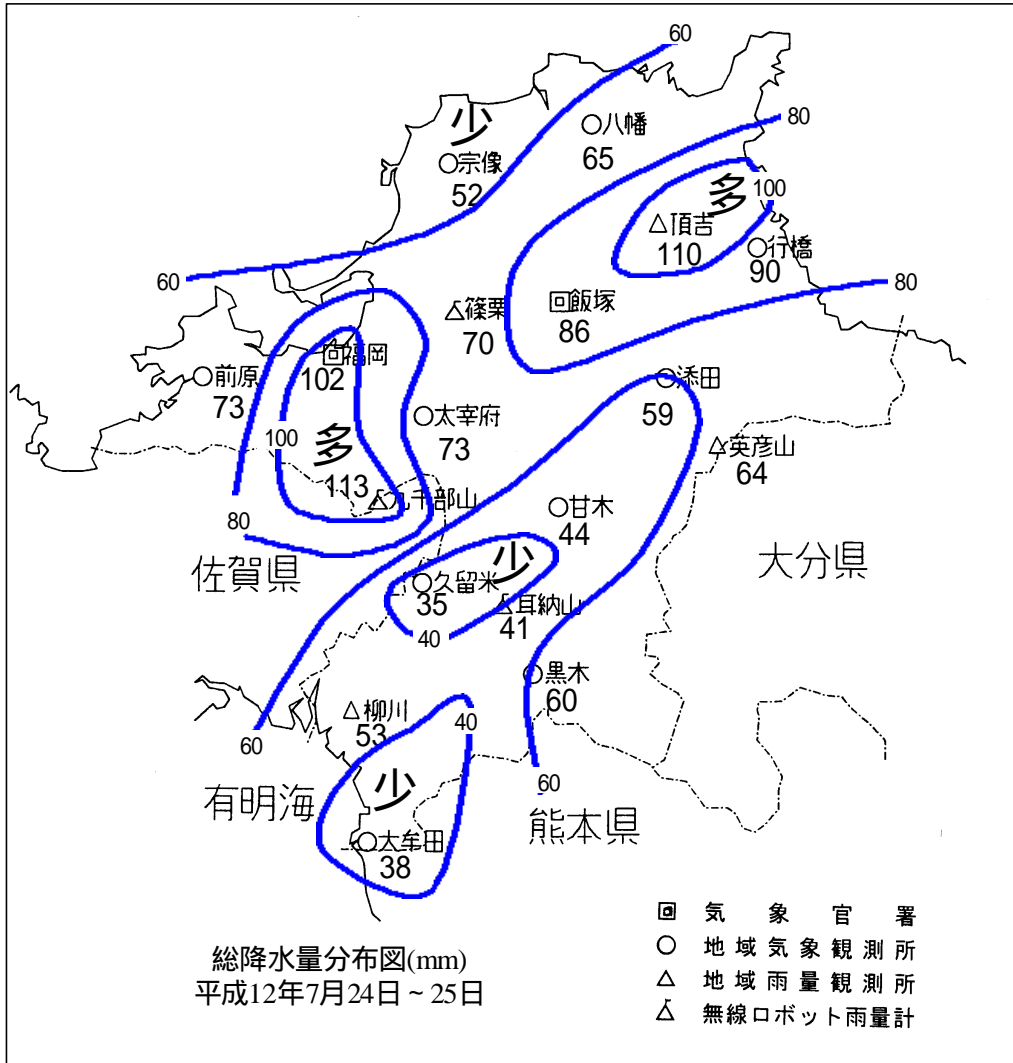 60
少
八幡
65
80
宗像
52
多
100
頂吉
110
行橋
90
60
80
篠栗
70
飯塚
86
福岡
102
前原
73
添田
59
太宰府
73
100
多
113
九千部山
英彦山
64
甘木
44
80
佐賀県
大分県
少
久留米
35
耳納山
41
40
黒木
60
柳川
53
40
60
60
有明海
少
熊本県
大牟田
38
気象官署
地域気象観測所
地域雨量観測所
無線ロボット雨量計
総降水量分布図(mm)
平成12年7月24日~25日